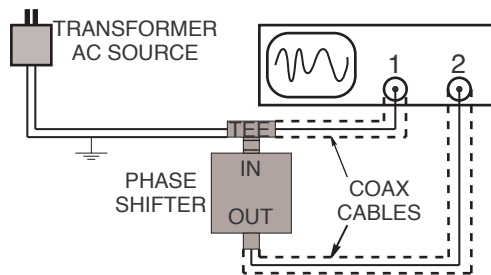 TRANSFORMER
AC SOURCE
1
2
TEE
IN
PHASE
SHIFTER
OUT
COAX
CABLES